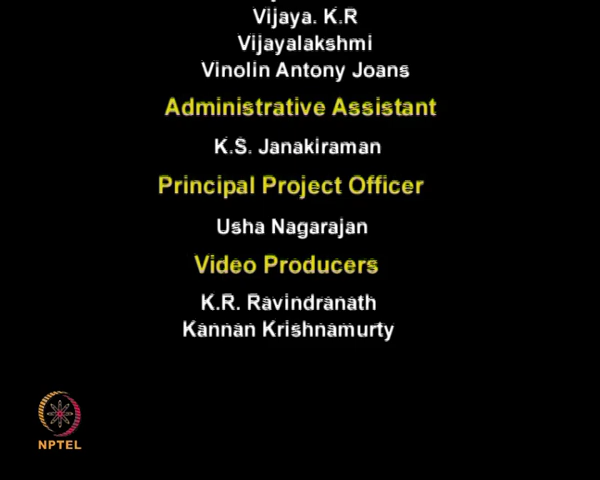 Vijaya. K.R
Vijayalakshmi
Vinolin Antony Joans
Administrative Assistant
K.S. Janakiraman
Principal Project Officer
Usha Nagarajan
Video Producers
K.R. Ravindranath
Kannan Krishnamurty
NPTEL